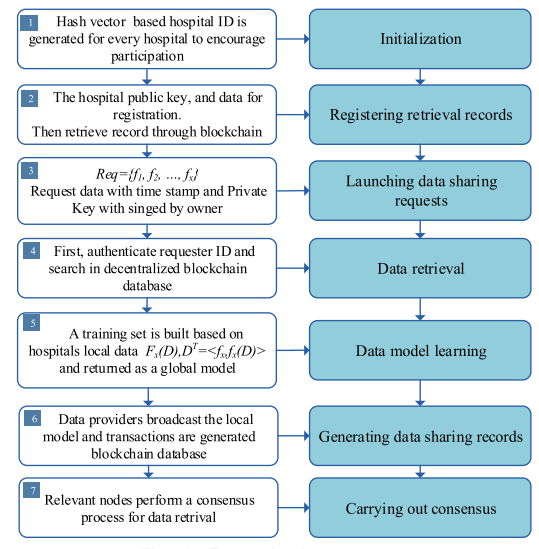 1
Hash vector based hospital ID is
generated for every hospital to encourage
participation
Initialization
2
The hospital public key, and data for
registration.
Then retrieve record through blockchain
Registering retrieval records
3
Req={f1, f2, ..., fx}
Request data with time stamp and Private
Key with singed by owner
Launching data sharing
requests
4
First, authenticate requester ID and
search in decentralized blockchain
database
Data retrieval
5
A training set is built based on
hospitals local data Fx(D),D^T=<fx,fx(D)>
and returned as a global model
Data model learning
6
Data providers broadcast the local
model and transactions are generated
blockchain database
Generating data sharing records
7
Relevant nodes perform a consensus
process for data retrival
Carrying out consensus